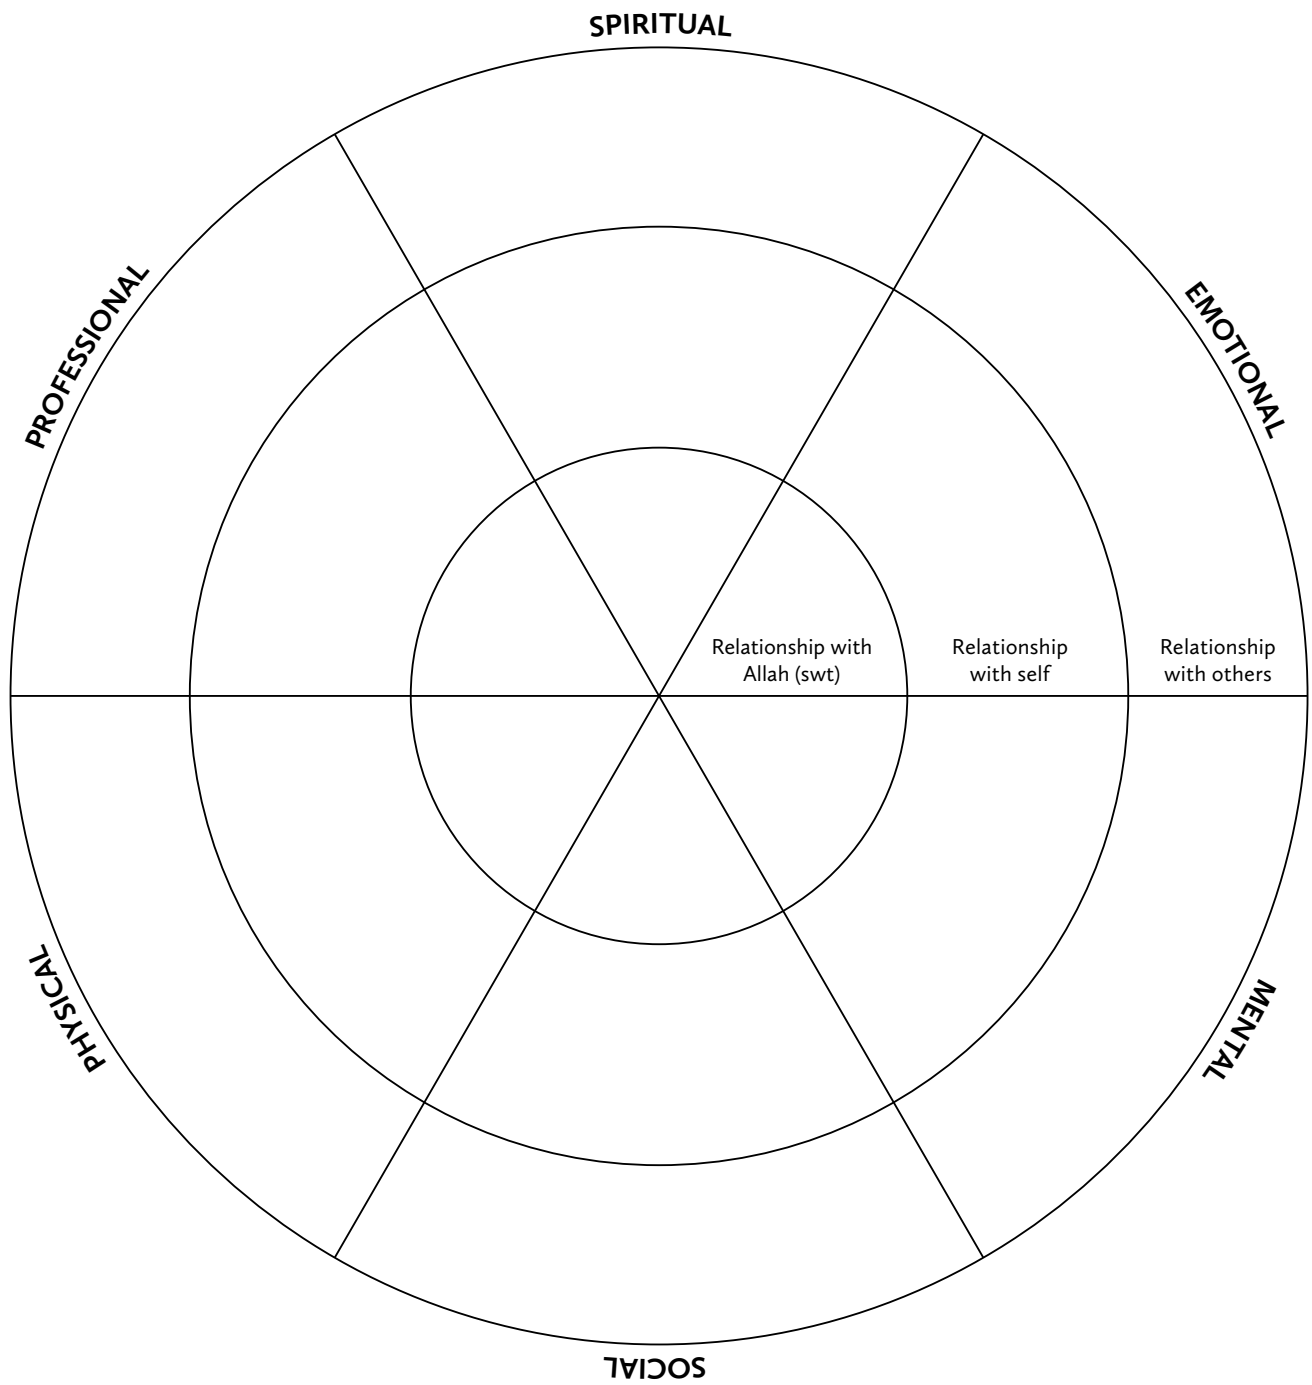 SPIRITUAL
PROFESSIONAL
EMOTIONAL
Relationship with
Allah (swt)
Relationship
with self
Relationship
with others
PHYSICAL
MENTAL
SOCIAL